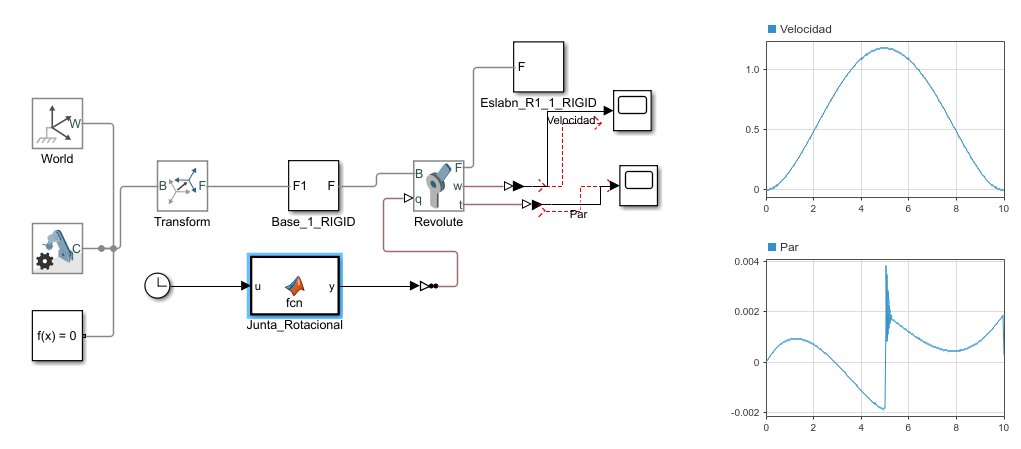 W
World
C
f(x) = 0
B
F
Transform
F1
F
Base_1_RIGID
B
q
F
w
t
Revolute
F
Eslabn_R1_1_RIGID
Velocidad
Par
u
y
fcn
Junta_Rotacional
Velocidad
1.0
0.5
0
0 2 4 6 8 10
Par
0.004
0.002
0
-0.002
0 2 4 6 8 10